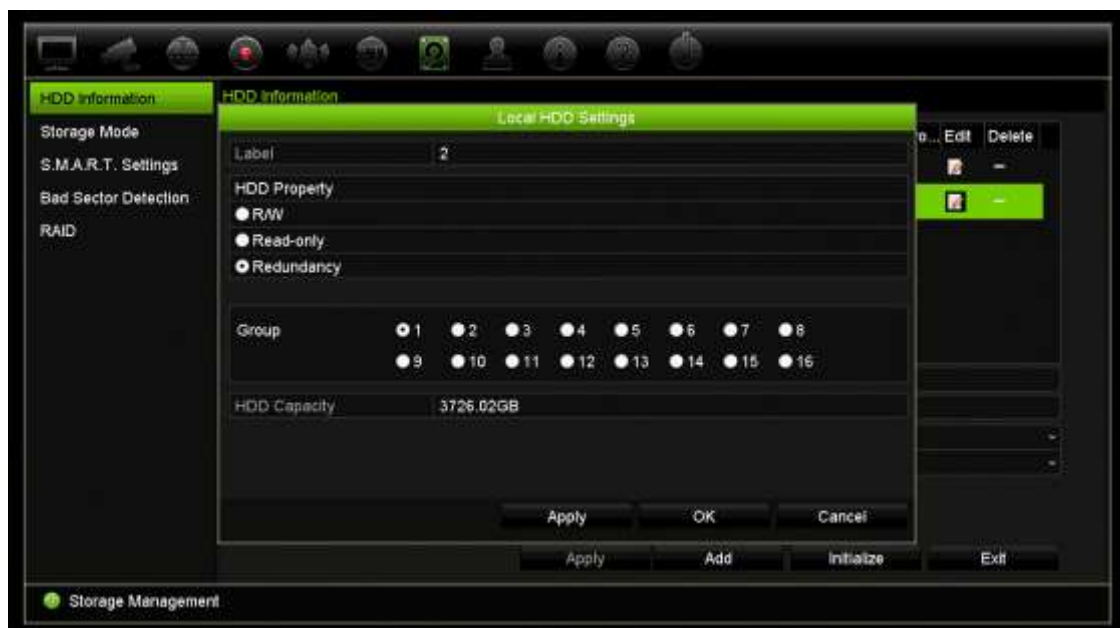 HDD Information
Storage Mode
S.M.A.R.T. Settings
Bad Sector Detection
RAID
HDD Information
Edit Delete
Local HDD Settings
Label 2
HDD Property
R/W
Read-only
Redundancy
Group 1 2 3 4 5 6 7 8
9 10 11 12 13 14 15 16
HDD Capacity 3726.02GB
Apply OK Cancel
Apply Add Initialize Exit
Storage Management